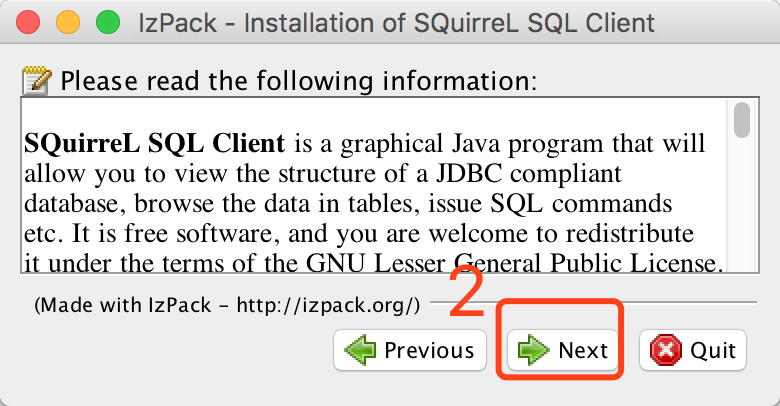 IzPack - Installation of SQuirreL SQL Client
Please read the following information:
SQuirreL SQL Client is a graphical Java program that will
allow you to view the structure of a JDBC compliant
database, browse the data in tables, issue SQL commands
etc. It is free software, and you are welcome to redistribute
it under the terms of the GNU Lesser General Public License.
(Made with IzPack - http://izpack.org/)
2
Previous Next Quit